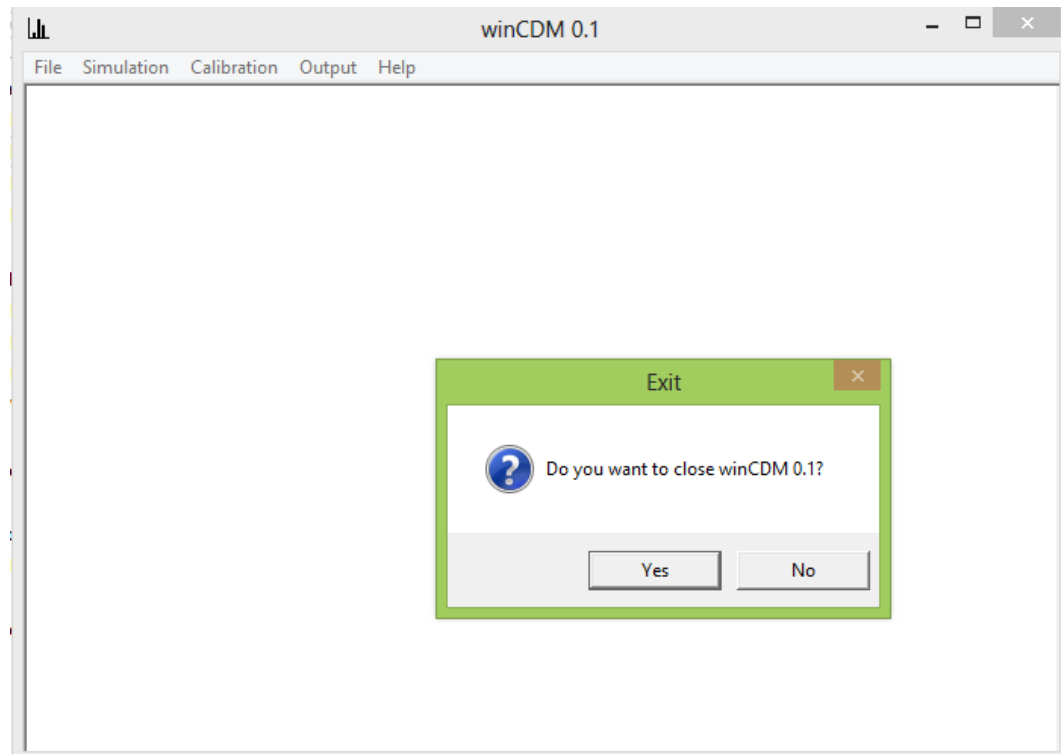 winCDM 0.1
File Simulation Calibration Output Help
Exit
Do you want to close winCDM 0.1?
Yes No